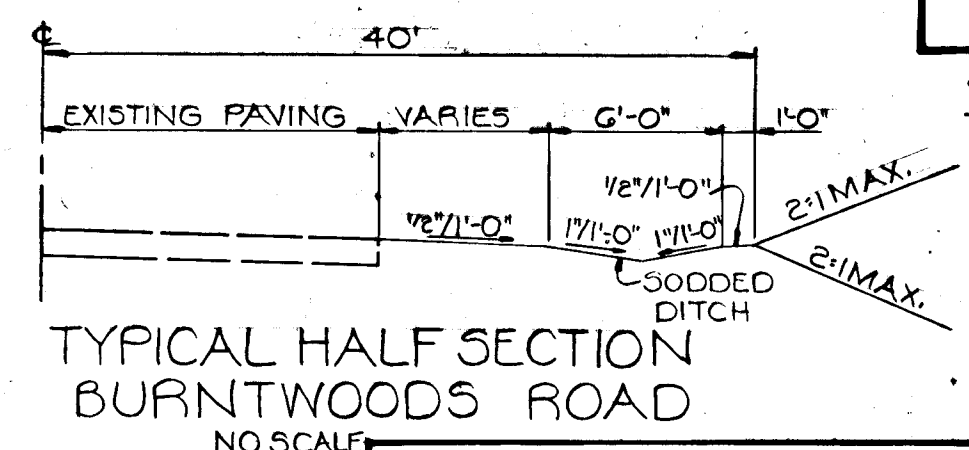 ℄
40'
EXISTING PAVING
VARIES
6'-0"
1'-0"
1/2"/1'-0"
2:1 MAX.
1/2"/1'-0"
1"/1'-0"
1"/1'-0"
2:1 MAX.
SODDED
DITCH
TYPICAL HALF SECTION
BURNTWOODS ROAD
NO SCALE